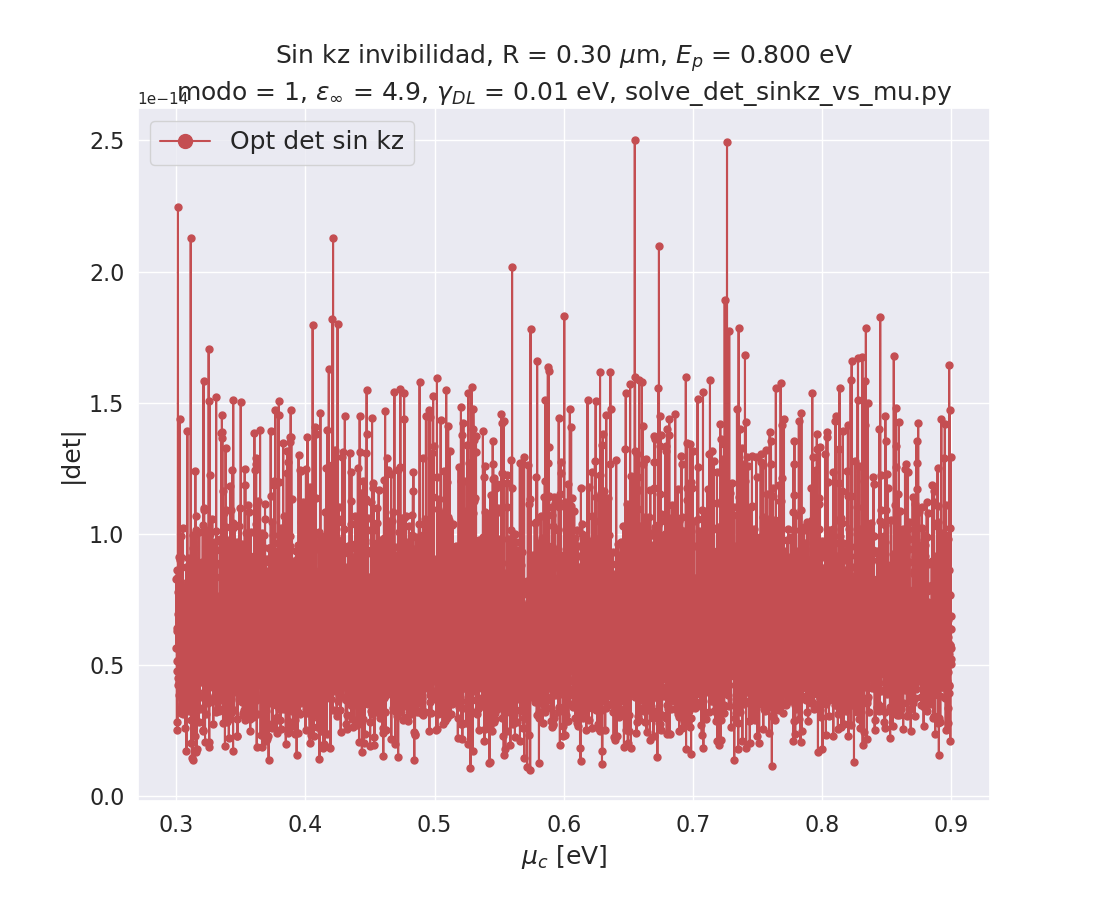 Sin kz invibilidad, R = 0.30 μm, E_p = 0.800 eV
modo = 1, ε_∞ = 4.9, γ_DL = 0.01 eV, solve_det_sinkz_vs_mu.py
1e−14
Opt det sin kz
2.5
2.0
1.5
1.0
0.5
0.0
|det|
0.3 0.4 0.5 0.6 0.7 0.8 0.9
μ_c [eV]